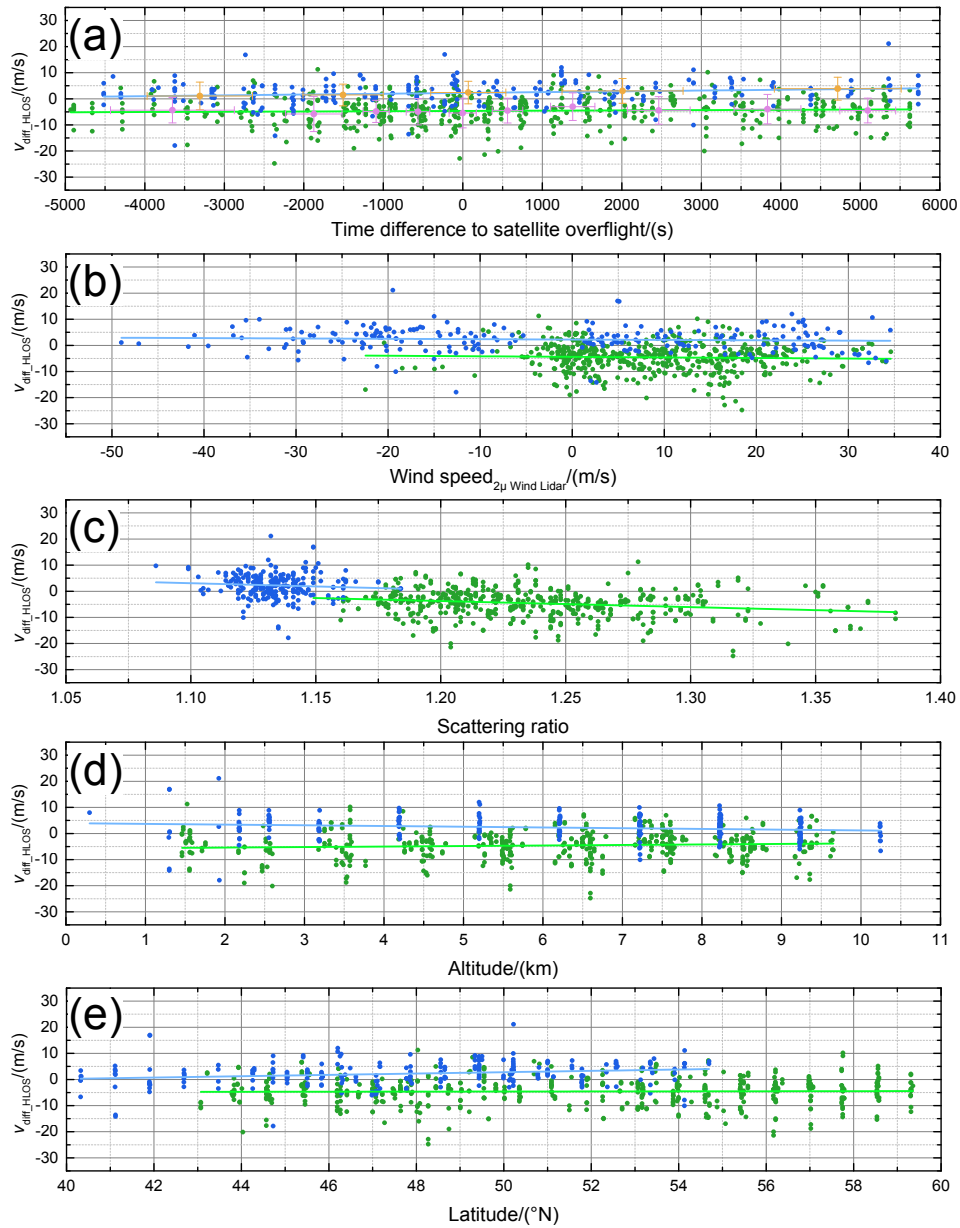 (a)
30
20
10
0
-10
-20
-30
v_diff_HLOS/(m/s)
-5000 -4000 -3000 -2000 -1000 0 1000 2000 3000 4000 5000 6000
Time difference to satellite overflight/(s)
(b)
30
20
10
0
-10
-20
-30
v_diff_HLOS/(m/s)
-50 -40 -30 -20 -10 0 10 20 30 40
Wind speed_2μ Wind Lidar/(m/s)
(c)
30
20
10
0
-10
-20
-30
v_diff_HLOS/(m/s)
1.05 1.10 1.15 1.20 1.25 1.30 1.35 1.40
Scattering ratio
(d)
30
20
10
0
-10
-20
-30
v_diff_HLOS/(m/s)
0 1 2 3 4 5 6 7 8 9 10 11
Altitude/(km)
(e)
30
20
10
0
-10
-20
-30
v_diff_HLOS/(m/s)
40 42 44 46 48 50 52 54 56 58 60
Latitude/(°N)